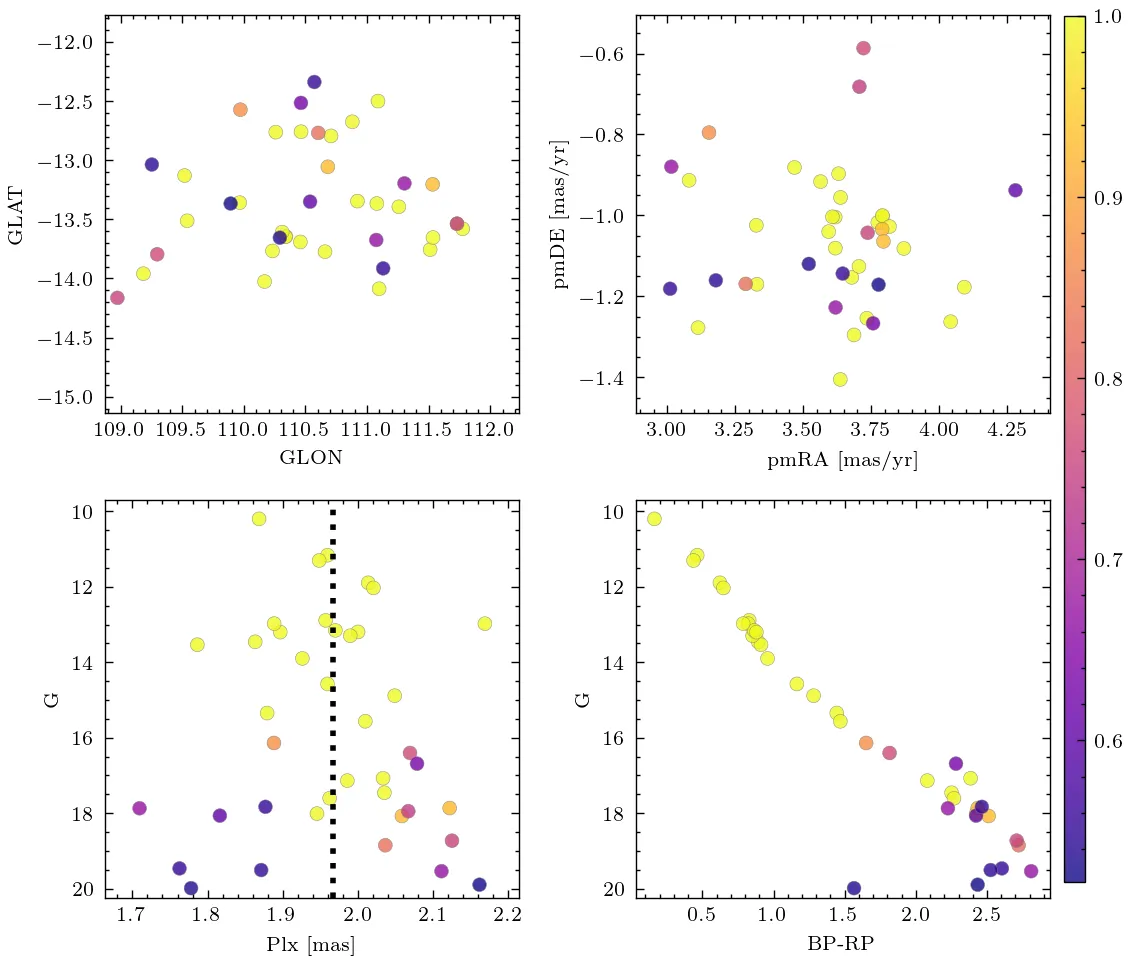 −12.0
−12.5
−13.0
−13.5
−14.0
−14.5
−15.0
GLAT
109.0 109.5 110.0 110.5 111.0 111.5 112.0
GLON
−0.6
−0.8
−1.0
−1.2
−1.4
pmDE [mas/yr]
3.00 3.25 3.50 3.75 4.00 4.25
pmRA [mas/yr]
1.0
0.9
0.8
0.7
0.6
10
12
14
16
18
20
G
1.7 1.8 1.9 2.0 2.1 2.2
Plx [mas]
10
12
14
16
18
20
G
0.5 1.0 1.5 2.0 2.5
BP-RP